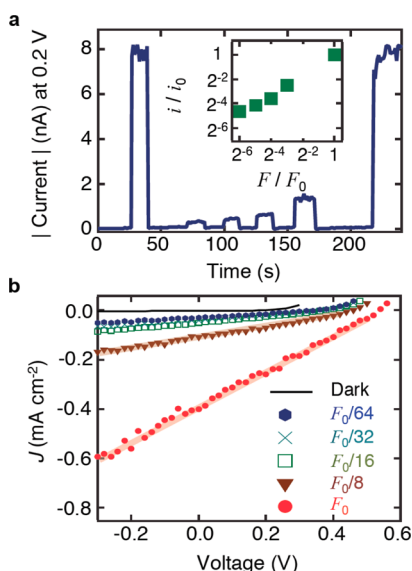 a
| Current | (nA) at 0.2 V
8
6
4
2
0
i / i₀
1
2⁻²
2⁻⁴
2⁻⁶
2⁻⁶ 2⁻⁴ 2⁻² 1
F / F₀
0 100 200
Time (s)
b
J (mA cm⁻²)
0.0
-0.2
-0.4
-0.6
-0.8
Dark
F₀/64
F₀/32
F₀/16
F₀/8
F₀
-0.2 0.0 0.2 0.4 0.6
Voltage (V)